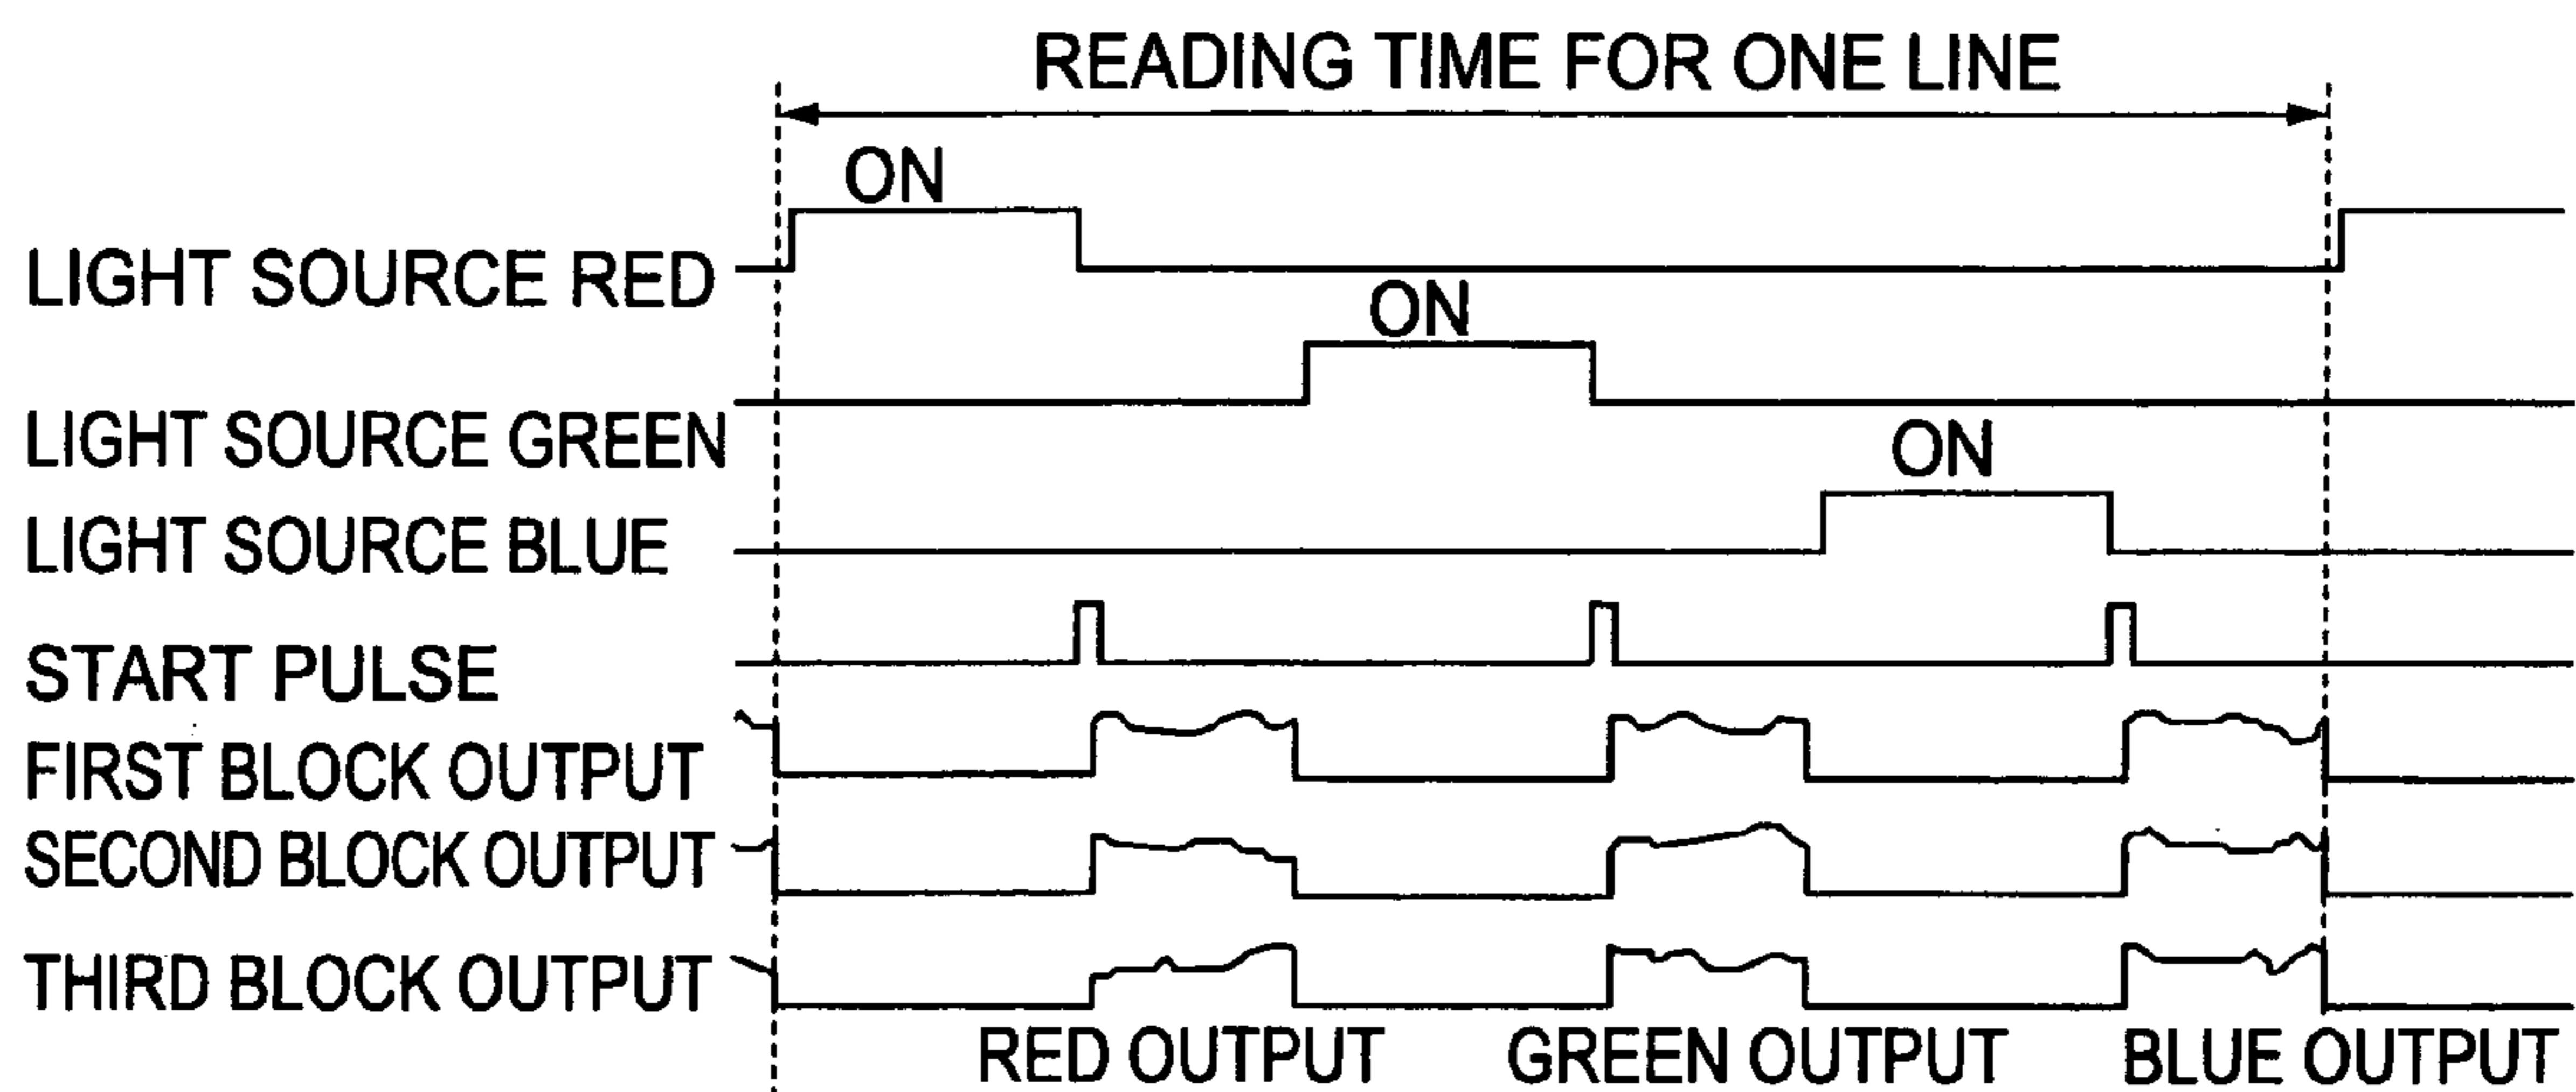 READING TIME FOR ONE LINE
ON
LIGHT SOURCE RED
ON
LIGHT SOURCE GREEN
ON
LIGHT SOURCE BLUE
START PULSE
FIRST BLOCK OUTPUT
SECOND BLOCK OUTPUT
THIRD BLOCK OUTPUT
RED OUTPUT GREEN OUTPUT BLUE OUTPUT